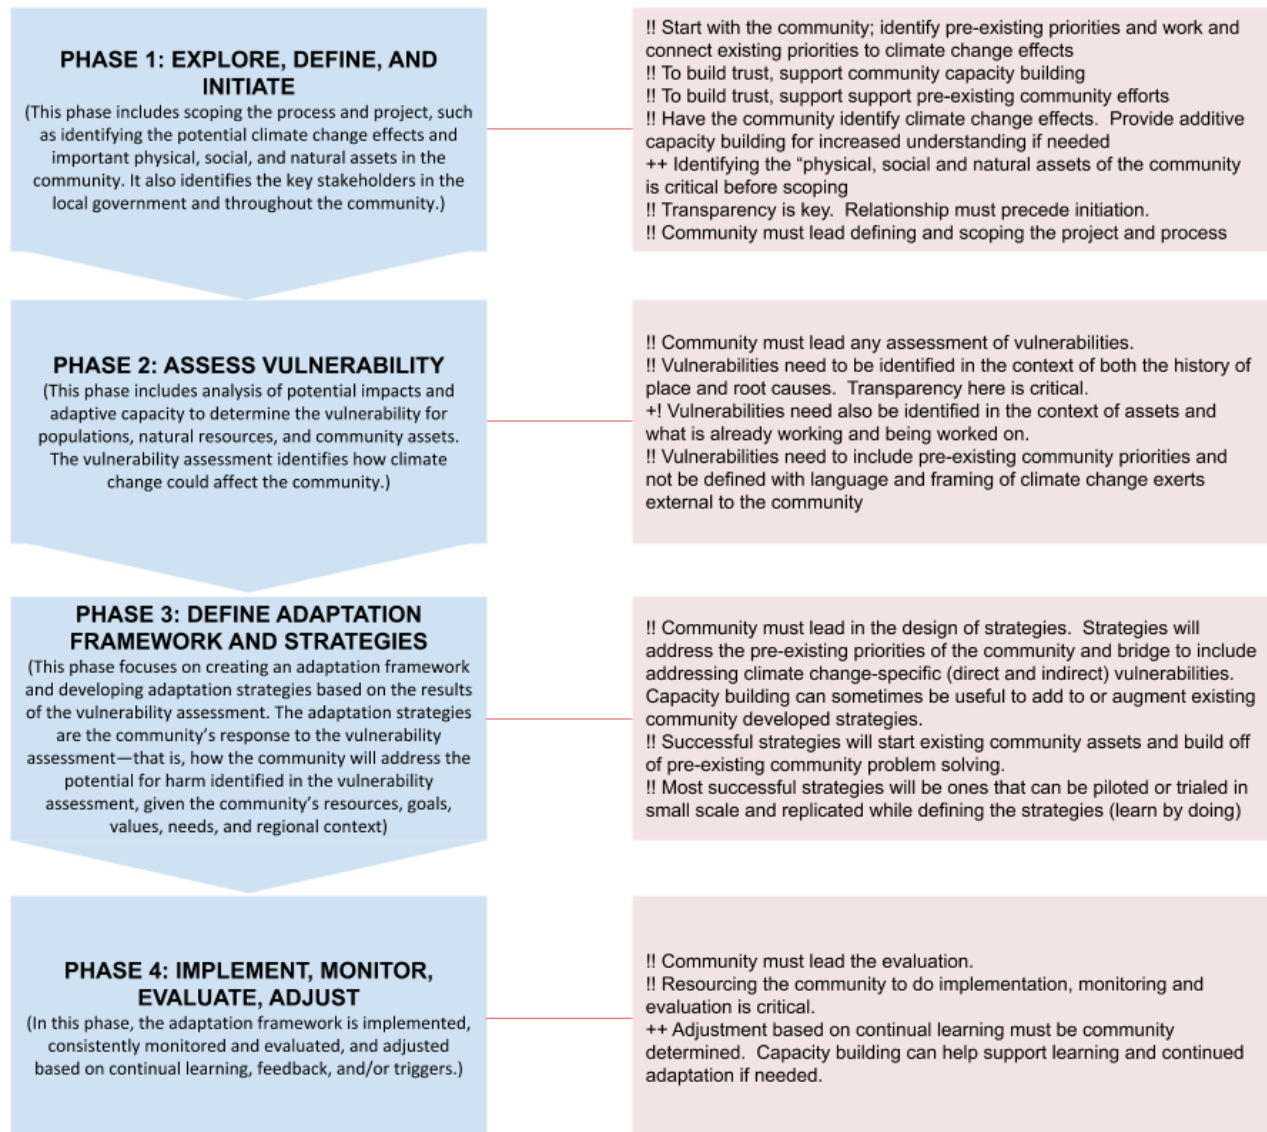 PHASE 1: EXPLORE, DEFINE, AND
INITIATE
(This phase includes scoping the process and project, such
as identifying the potential climate change effects and
important physical, social, and natural assets in the
community. It also identifies the key stakeholders in the
local government and throughout the community.)
!! Start with the community; identify pre-existing priorities and work and
connect existing priorities to climate change effects
!! To build trust, support community capacity building
!! To build trust, support support pre-existing community efforts
!! Have the community identify climate change effects.  Provide additive
capacity building for increased understanding if needed
++ Identifying the “physical, social and natural assets of the community
is critical before scoping
!! Transparency is key.  Relationship must precede initiation.
!! Community must lead defining and scoping the project and process
PHASE 2: ASSESS VULNERABILITY
(This phase includes analysis of potential impacts and
adaptive capacity to determine the vulnerability for
populations, natural resources, and community assets.
The vulnerability assessment identifies how climate
change could affect the community.)
!! Community must lead any assessment of vulnerabilities.
!! Vulnerabilities need to be identified in the context of both the history of
place and root causes.  Transparency here is critical.
+! Vulnerabilities need also be identified in the context of assets and
what is already working and being worked on.
!! Vulnerabilities need to include pre-existing community priorities and
not be defined with language and framing of climate change exerts
external to the community
PHASE 3: DEFINE ADAPTATION
FRAMEWORK AND STRATEGIES
(This phase focuses on creating an adaptation framework
and developing adaptation strategies based on the results
of the vulnerability assessment. The adaptation strategies
are the community’s response to the vulnerability
assessment—that is, how the community will address the
potential for harm identified in the vulnerability
assessment, given the community’s resources, goals,
values, needs, and regional context)
!! Community must lead in the design of strategies.  Strategies will
address the pre-existing priorities of the community and bridge to include
addressing climate change-specific (direct and indirect) vulnerabilities.
Capacity building can sometimes be useful to add to or augment existing
community developed strategies.
!! Successful strategies will start existing community assets and build off
of pre-existing community problem solving.
!! Most successful strategies will be ones that can be piloted or trialed in
small scale and replicated while defining the strategies (learn by doing)
PHASE 4: IMPLEMENT, MONITOR,
EVALUATE, ADJUST
(In this phase, the adaptation framework is implemented,
consistently monitored and evaluated, and adjusted
based on continual learning, feedback, and/or triggers.)
!! Community must lead the evaluation.
!! Resourcing the community to do implementation, monitoring and
evaluation is critical.
++ Adjustment based on continual learning must be community
determined.  Capacity building can help support learning and continued
adaptation if needed.